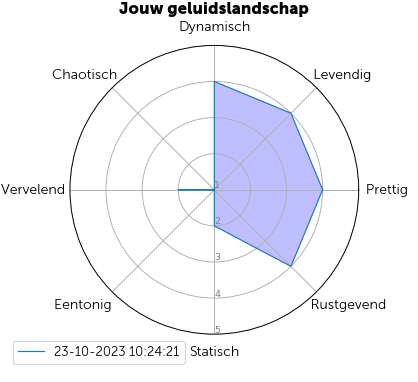 Jouw geluidslandschap
Dynamisch
Chaotisch
Levendig
Vervelend
1
Prettig
2
3
4
Eentonig
Rustgevend
5
23-10-2023 10:24:21
Statisch